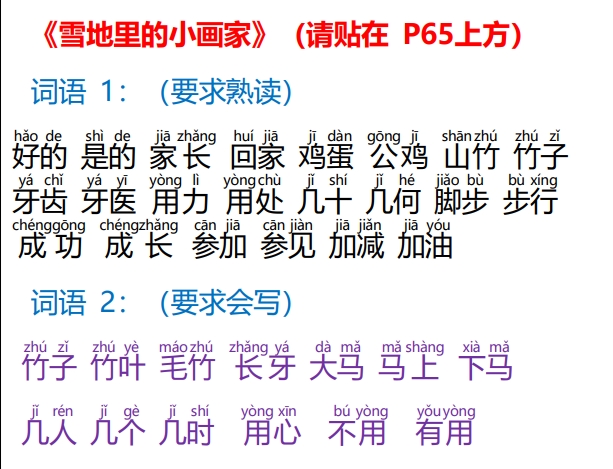 《雪地里的小画家》（请贴在 P65上方）
词语 1：（要求熟读）
hǎo de shì de jiā zhǎng huí jiā jī dàn gōng jī shān zhú zhú zǐ
好的 是的 家长 回家 鸡蛋 公鸡 山竹 竹子
yá chǐ yá yī yòng lì yòng chù jǐ shí jǐ hé jiǎo bù bù xíng
牙齿 牙医 用力 用处 几十 几何 脚步 步行
chénggōng chéngzhǎng cān jiā cān jiàn jiā jiǎn jiā yóu
成功 成长 参加 参见 加减 加油
词语 2：（要求会写）
zhú zǐ zhú yè máo zhú zhǎng yá dà mǎ mǎ shàng xià mǎ
竹子 竹叶 毛竹 长牙 大马 马上 下马
jǐ rén jǐ gè jǐ shí yòng xīn bú yòng yǒu yòng
几人 几个 几时 用心 不用 有用